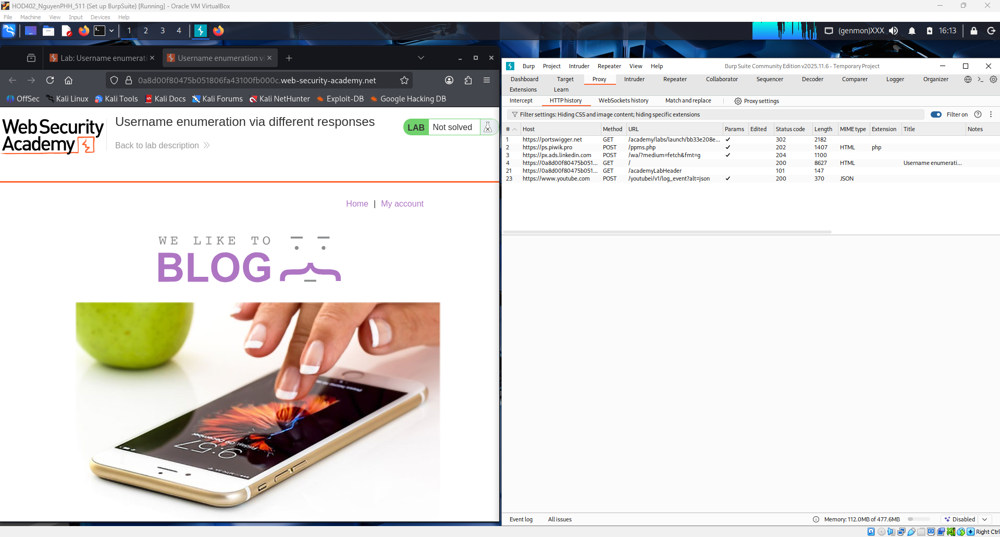 HOD402_NguyenPHH_511 (Set up BurpSuite) [Running] - Oracle VM VirtualBox
File Machine View Input Devices Help
1 2 3 4 (genmon)XXX 16:13
Lab: Username enumerati Username enumeration vi
0a8d00f80475b051806fa43100fb000c.web-security-academy.net
OffSec Kali Linux Kali Tools Kali Docs Kali Forums Kali NetHunter Exploit-DB Google Hacking DB
Web Security
Academy
Username enumeration via different responses
Back to lab description
LAB Not solved
Home | My account
WE LIKE TO
BLOG
9:57
Burp Project Intruder Repeater View Help Burp Suite Community Edition v2025.11.6 - Temporary Project
Dashboard Target Proxy Intruder Repeater Collaborator Sequencer Decoder Comparer Logger Organizer
Extensions Learn
Intercept HTTP history WebSockets history Match and replace Proxy settings
Filter settings: Hiding CSS and image content; hiding specific extensions Filter on
# Host Method URL Params Edited Status code Length MIME type Extension Title Notes
1 https://portswigger.net GET /academy/labs/launch/bb33e208e... ✓ 302 2182
2 https://ps.piwik.pro POST /ppms.php ✓ 202 1407 HTML php
3 https://px.ads.linkedin.com POST /wa/?medium=fetch&fmt=g ✓ 204 1100
4 https://0a8d00f80475b051... GET / 200 8627 HTML Username enumerati...
21 https://0a8d00f80475b051... GET /academyLabHeader 101 147
23 https://www.youtube.com POST /youtubei/v1/log_event?alt=json ✓ 200 370 JSON
Event log All issues Memory: 112.0MB of 477.6MB Disabled
Right Ctrl